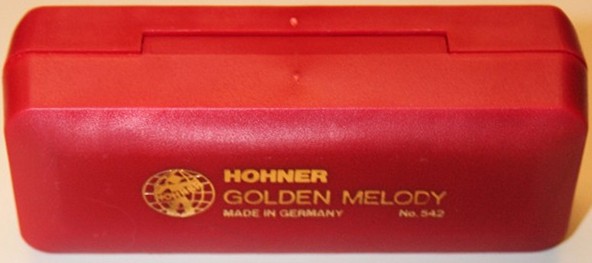 HOHNER
GOLDEN MELODY
MADE IN GERMANY No. 542